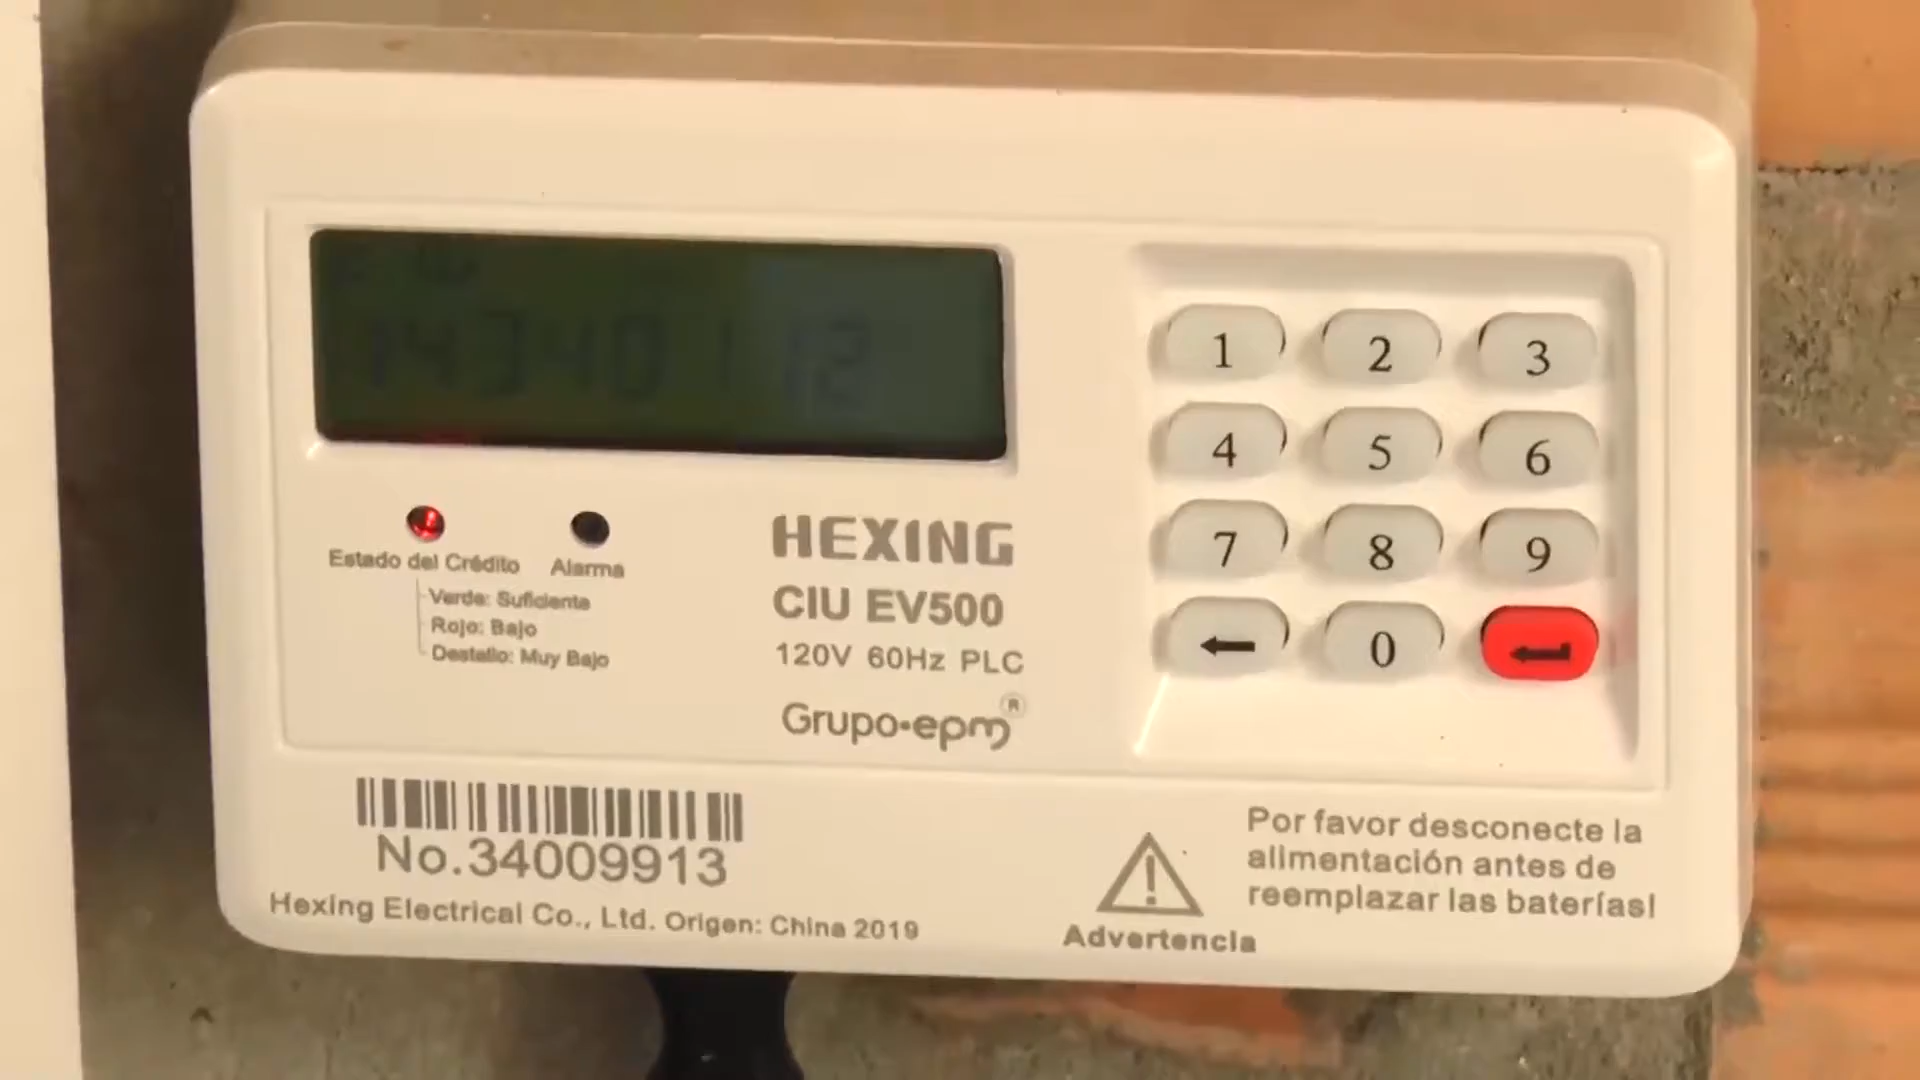 14340112
Estado del Crédito
Alarma
Verde: Suficiente
Rojo: Bajo
Destello: Muy Bajo
HEXING
CIU EV500
120V 60Hz PLC
Grupo·epm®
1 2 3
4 5 6
7 8 9
0
No.34009913
Hexing Electrical Co., Ltd. Origen: China 2019
Advertencia
Por favor desconecte la
alimentación antes de
reemplazar las baterías!